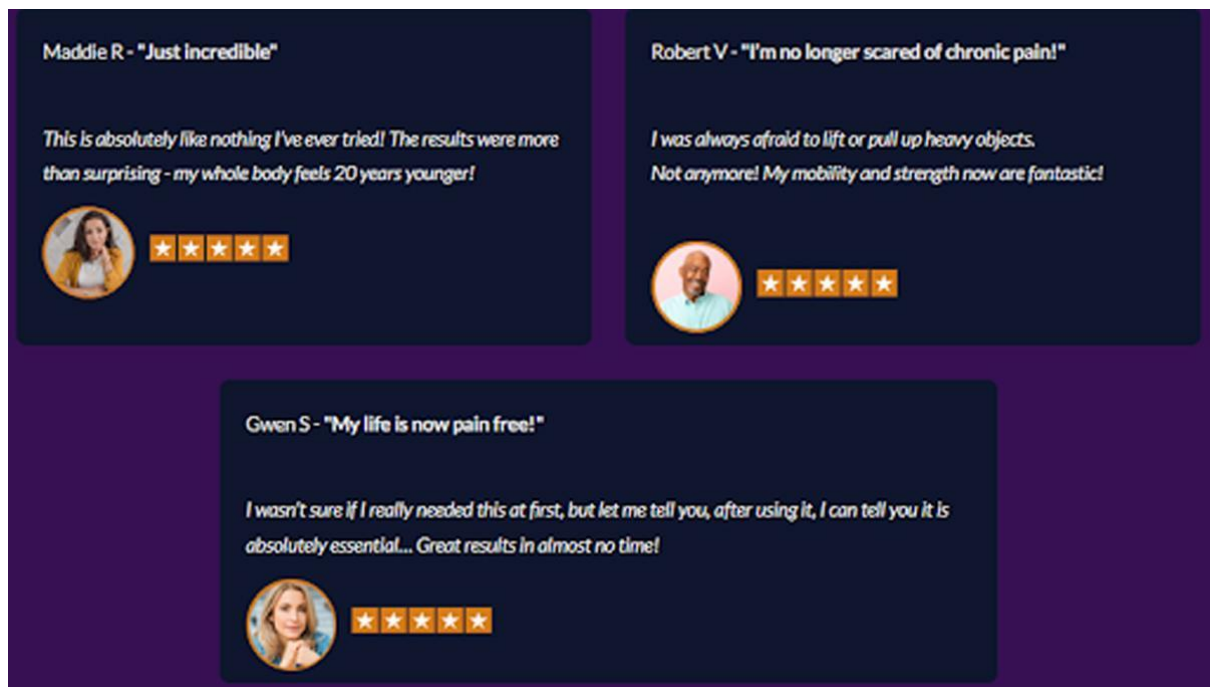 Maddie R - "Just incredible"
This is absolutely like nothing I've ever tried! The results were more
than surprising - my whole body feels 20 years younger!
Robert V - "I'm no longer scared of chronic pain!"
I was always afraid to lift or pull up heavy objects.
Not anymore! My mobility and strength now are fantastic!
Gwen S - "My life is now pain free!"
I wasn't sure if I really needed this at first, but let me tell you, after using it, I can tell you it is
absolutely essential... Great results in almost no time!